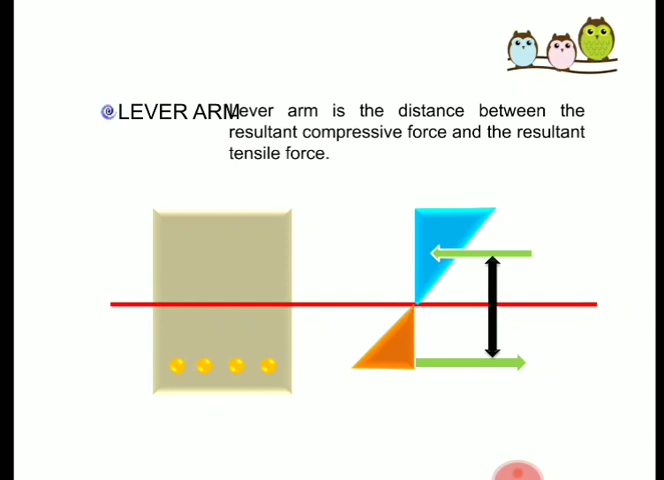 LEVER ARM
Lever arm is the distance between the
resultant compressive force and the resultant
tensile force.